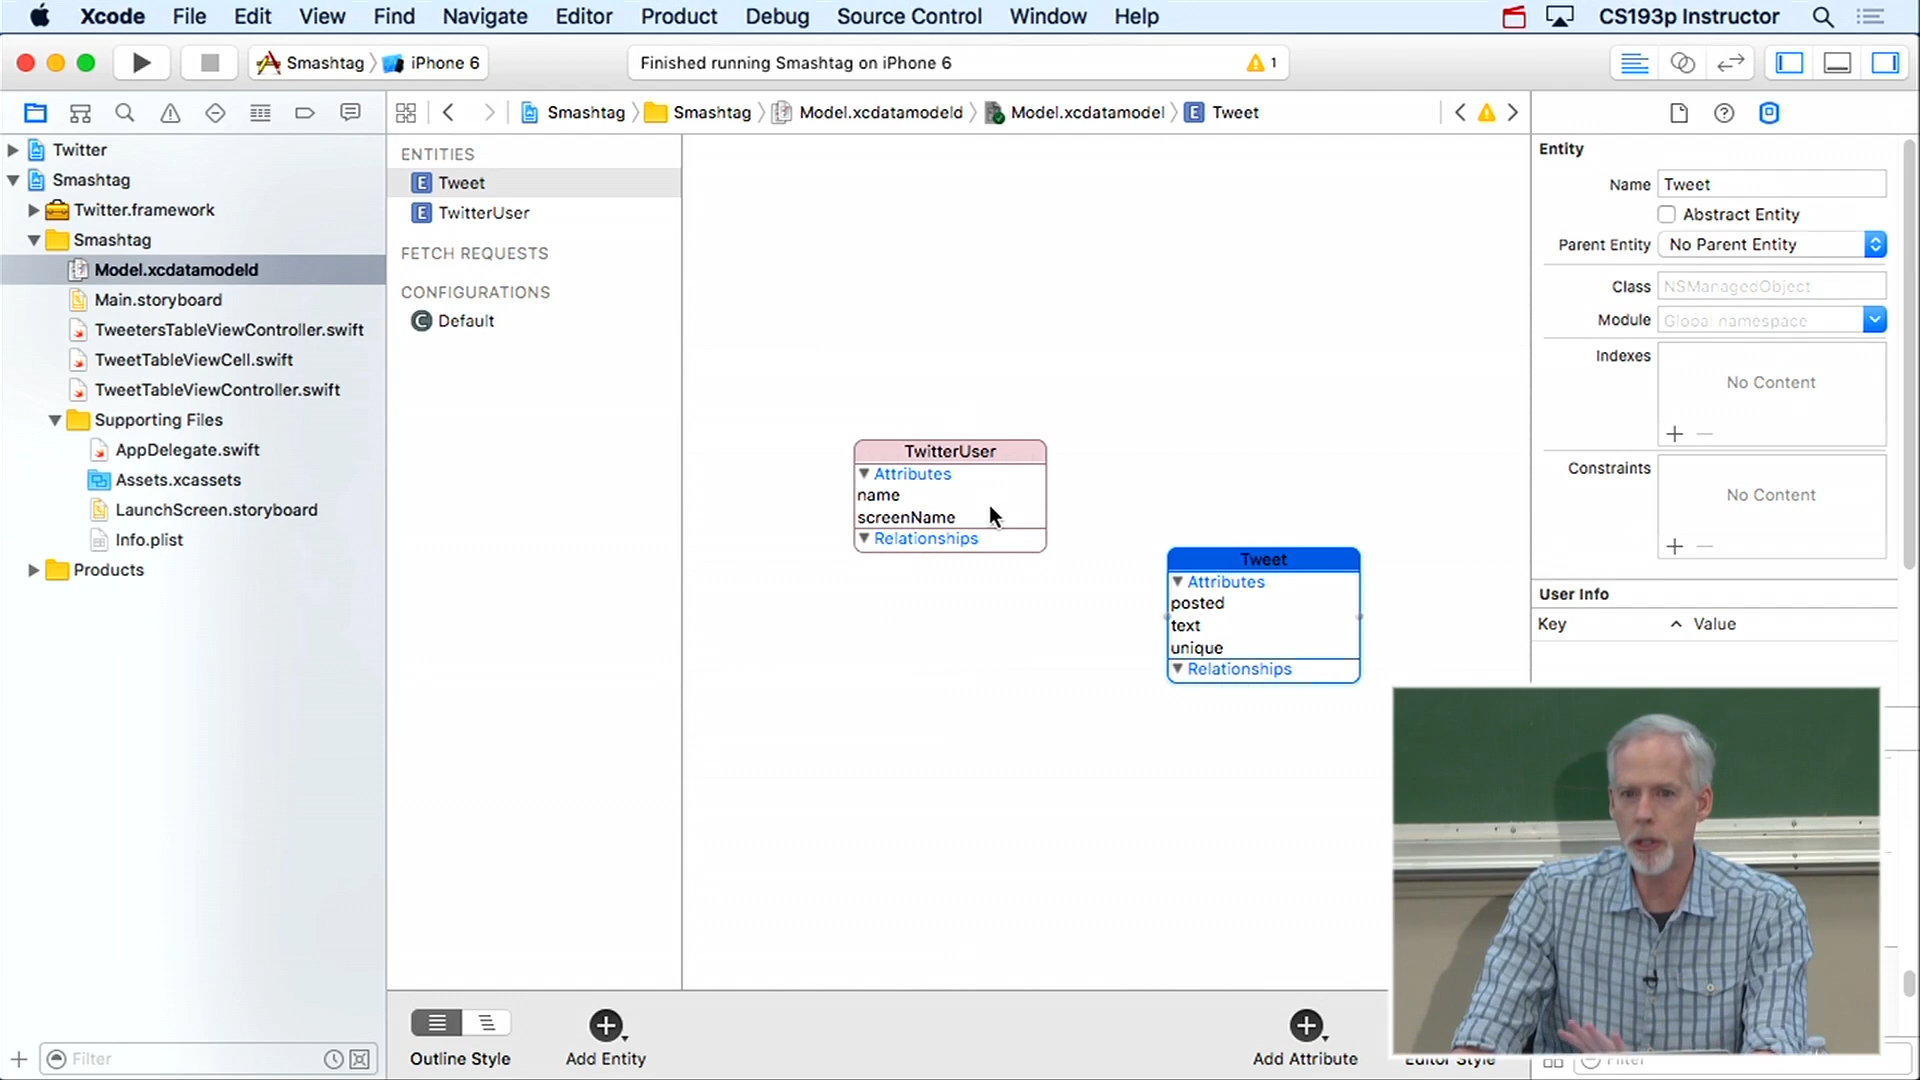 Xcode File Edit View Find Navigate Editor Product Debug Source Control Window Help CS193p Instructor
Smashtag iPhone 6 Finished running Smashtag on iPhone 6 1
Smashtag Smashtag Model.xcdatamodeld Model.xcdatamodel Tweet
Twitter
Smashtag
Twitter.framework
Smashtag
Model.xcdatamodeld
Main.storyboard
TweetersTableViewController.swift
TweetTableViewCell.swift
TweetTableViewController.swift
Supporting Files
AppDelegate.swift
Assets.xcassets
LaunchScreen.storyboard
Info.plist
Products
Filter
ENTITIES
E Tweet
E TwitterUser
FETCH REQUESTS
CONFIGURATIONS
C Default
TwitterUser
Attributes
name
screenName
Relationships
Tweet
Attributes
posted
text
unique
Relationships
Outline Style Add Entity Add Attribute Editor Style
Entity
Name Tweet
Abstract Entity
Parent Entity No Parent Entity
Class NSManagedObject
Module Global namespace
Indexes No Content
Constraints No Content
User Info
Key Value
Filter